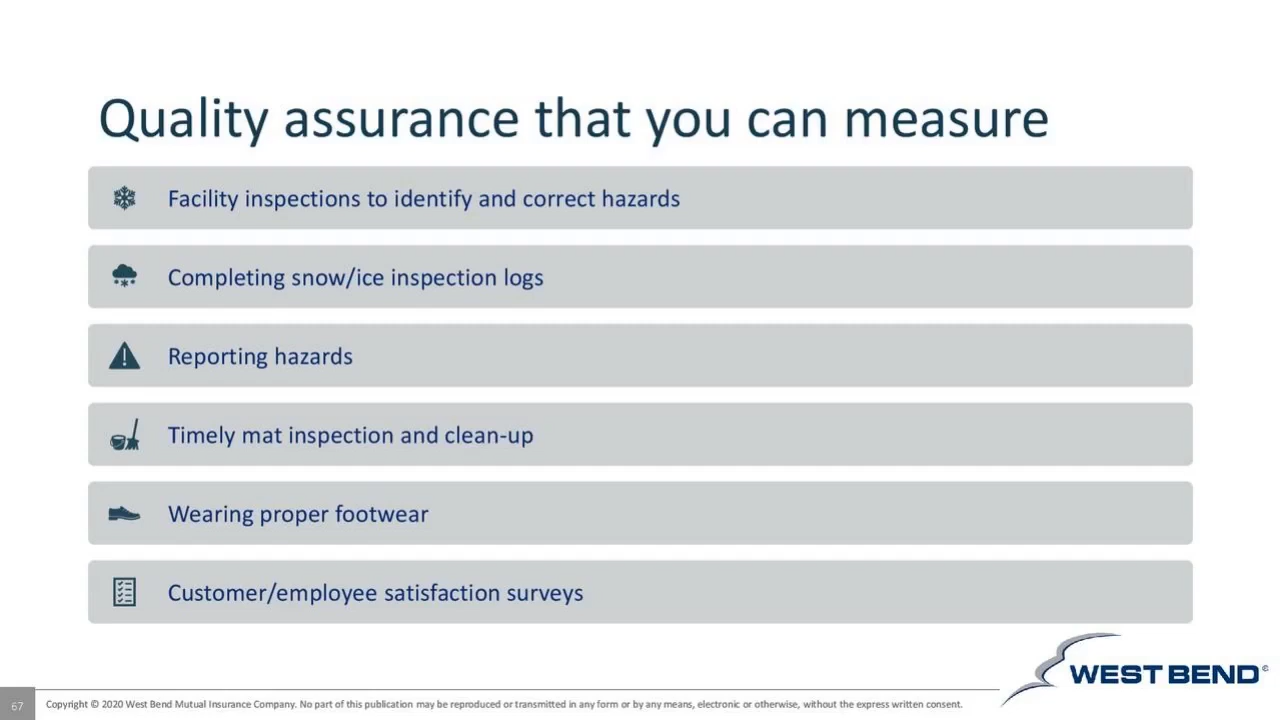 Quality assurance that you can measure
Facility inspections to identify and correct hazards
Completing snow/ice inspection logs
Reporting hazards
Timely mat inspection and clean-up
Wearing proper footwear
Customer/employee satisfaction surveys
WEST BEND®
67
Copyright © 2020 West Bend Mutual Insurance Company. No part of this publication may be reproduced or transmitted in any form or by any means, electronic or otherwise, without the express written consent.